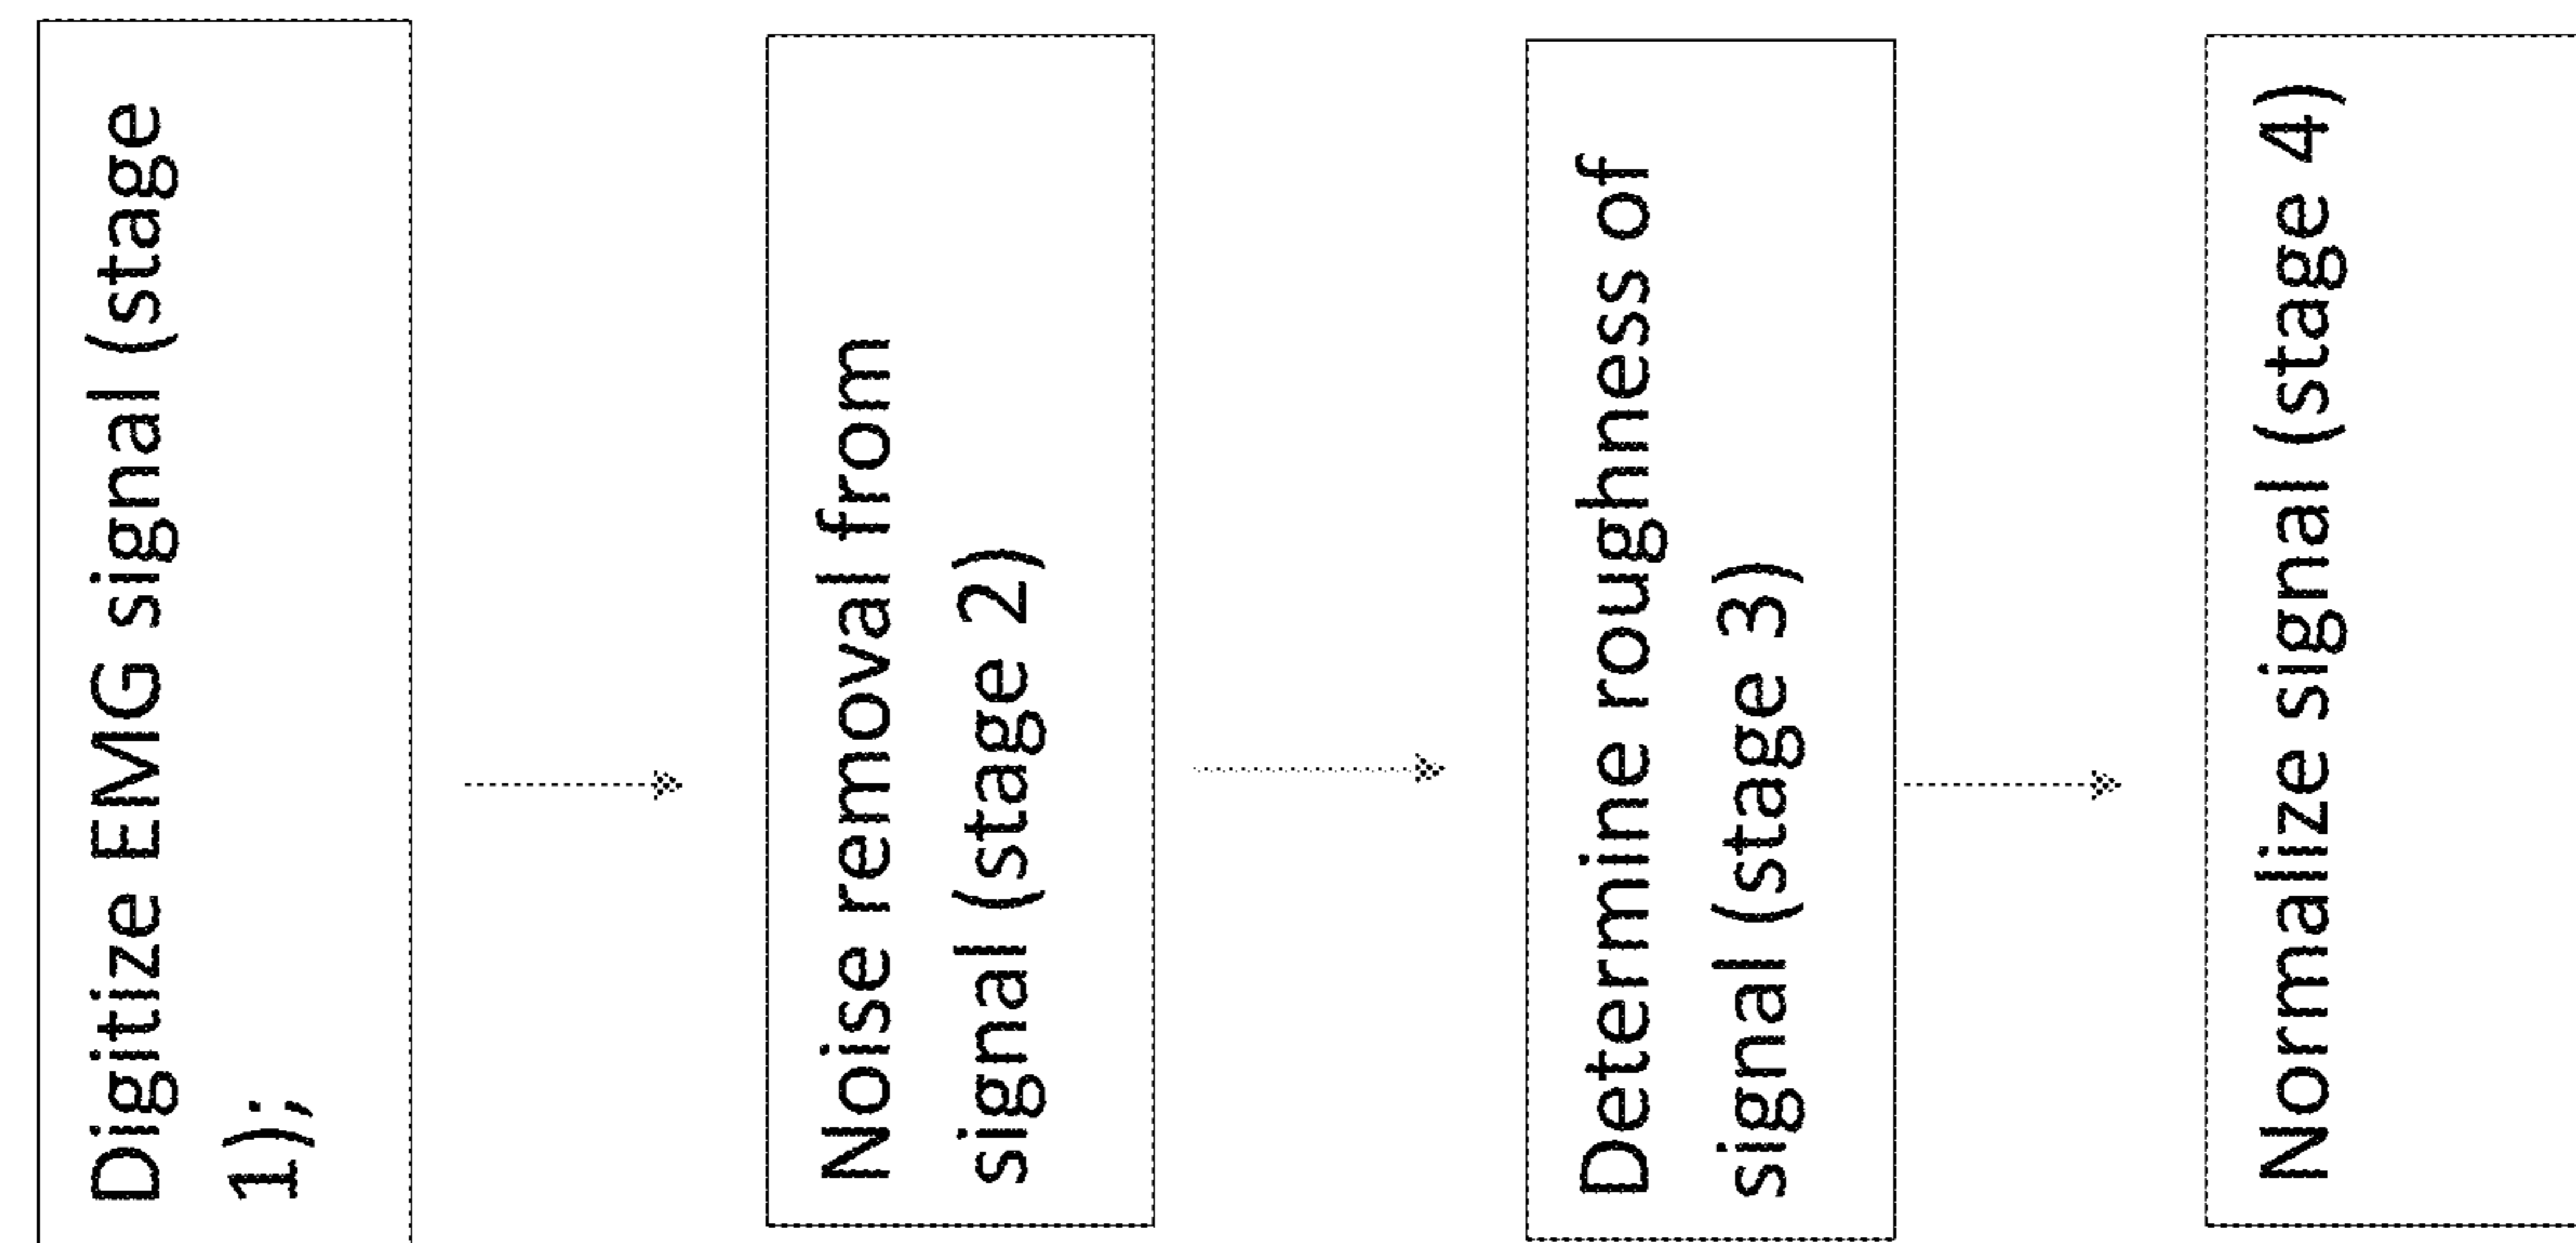 Digitize EMG signal (stage
1);
Noise removal from
signal (stage 2)
Determine roughness of
signal (stage 3)
Normalize signal (stage 4)